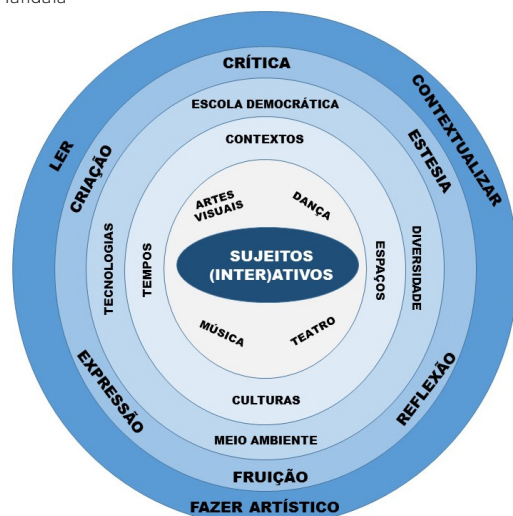 CRÍTICA
CONTEXTUALIZAR
LER
ESCOLA DEMOCRÁTICA
ESTESIA
CRIAÇÃO
CONTEXTOS
ARTES
VISUAIS
DANÇA
TECNOLOGIAS
TEMPOS
SUJEITOS
(INTER)ATIVOS
ESPAÇOS
DIVERSIDADE
MÚSICA
TEATRO
EXPRESSÃO
REFLEXÃO
CULTURAS
MEIO AMBIENTE
FRUIÇÃO
FAZER ARTÍSTICO